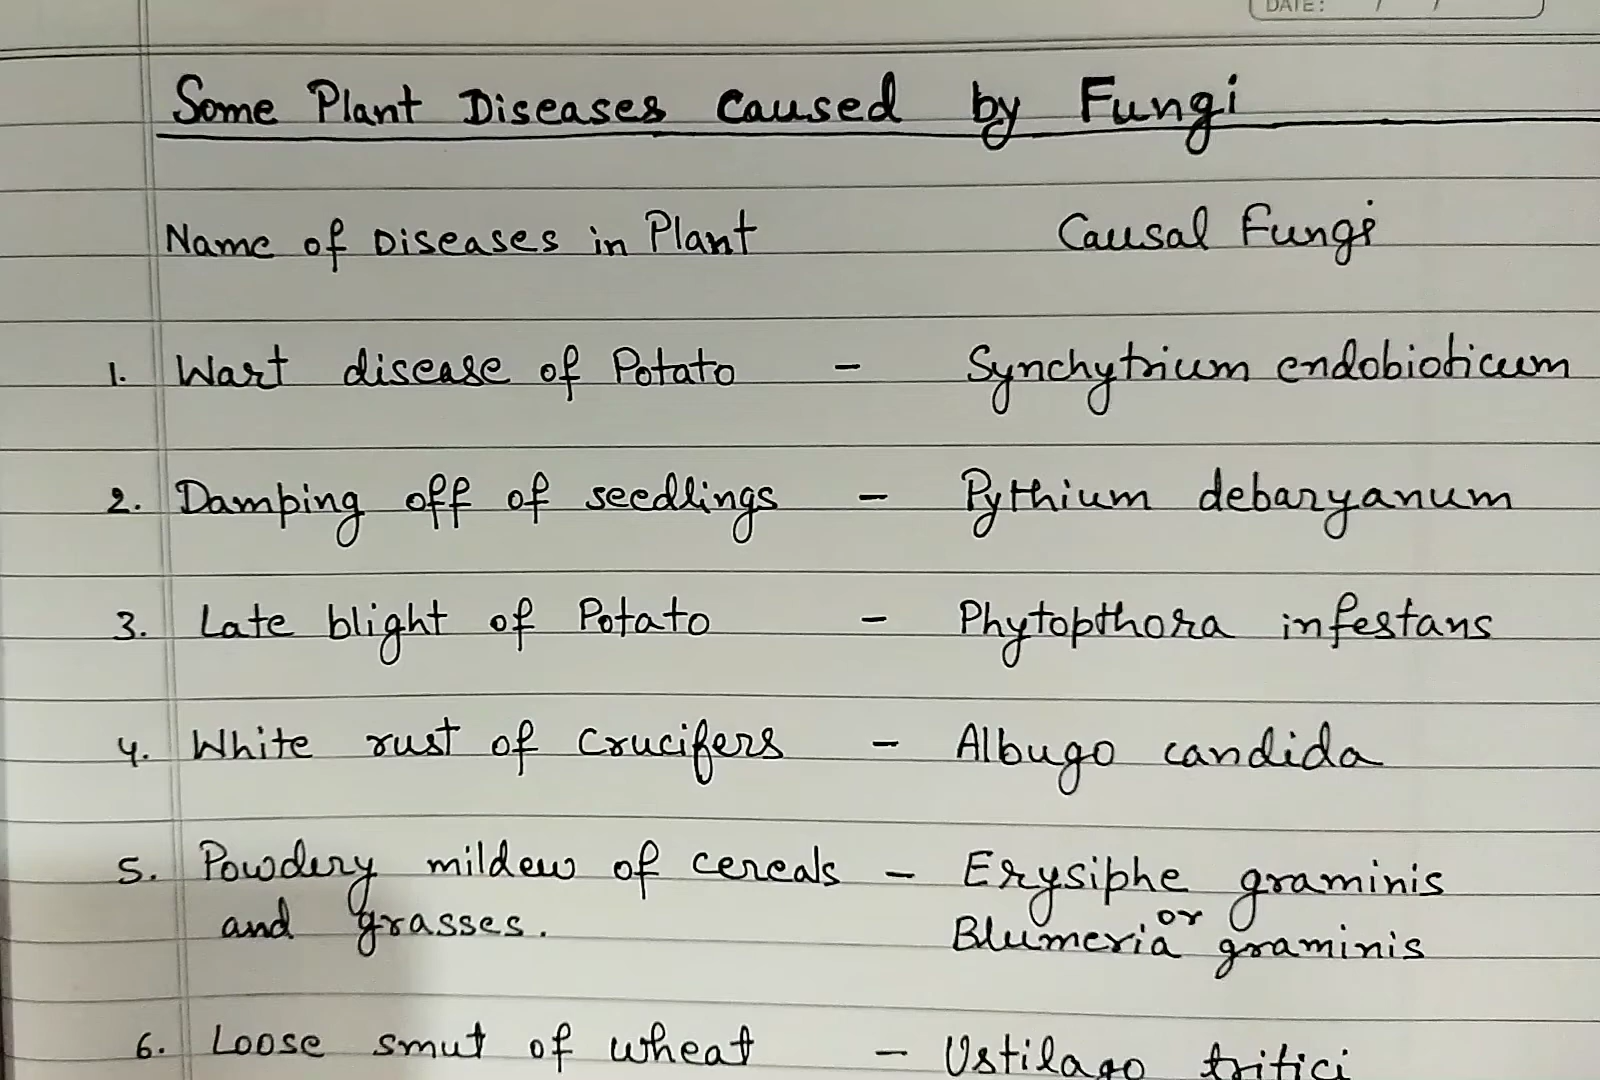 DATE: / /
Some Plant Diseases Caused by Fungi
Name of Diseases in Plant Causal Fungi
1. Wart disease of Potato - Synchytrium endobioticum
2. Damping off of seedlings - Pythium debaryanum
3. Late blight of Potato - Phytopthora infestans
4. White rust of Crucifers - Albugo candida
5. Powdery mildew of cereals - Erysiphe graminis
and grasses. or
Blumeria graminis
6. Loose smut of wheat - Ustilago tritici